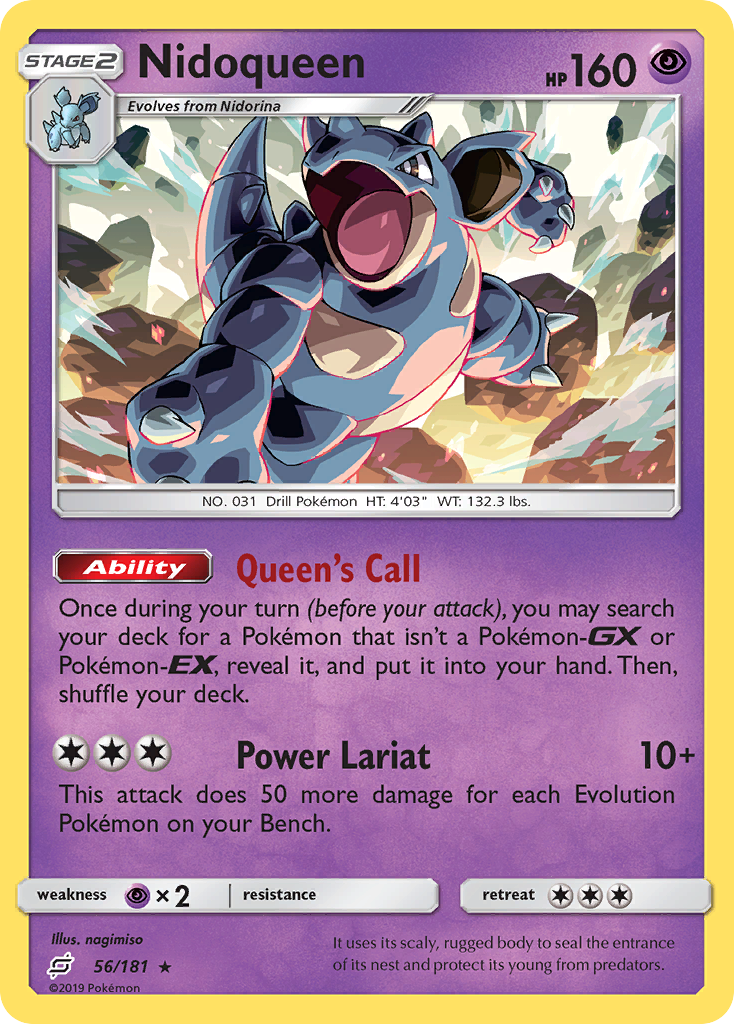 STAGE2 Nidoqueen HP160
Evolves from Nidorina
NO. 031 Drill Pokémon HT: 4'03" WT: 132.3 lbs.
Ability Queen's Call
Once during your turn (before your attack), you may search
your deck for a Pokémon that isn't a Pokémon-GX or
Pokémon-EX, reveal it, and put it into your hand. Then,
shuffle your deck.
Power Lariat 10+
This attack does 50 more damage for each Evolution
Pokémon on your Bench.
weakness ×2 resistance retreat
Illus. nagimiso
56/181 ★
©2019 Pokémon
It uses its scaly, rugged body to seal the entrance
of its nest and protect its young from predators.